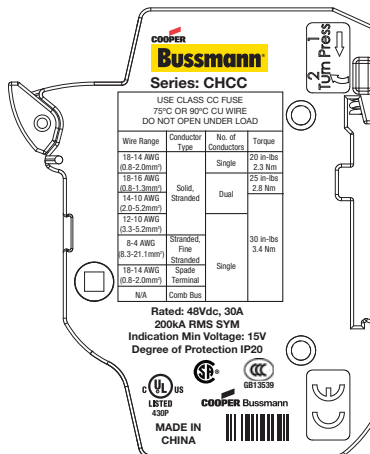 COOPER
Bussmann®
Series: CHCC
USE CLASS CC FUSE
75°C OR 90°C CU WIRE
DO NOT OPEN UNDER LOAD
Wire Range Conductor Type No. of Conductors Torque
18-14 AWG (0.8-2.0mm²) Solid, Stranded Single 20 in-lbs 2.3 Nm
18-16 AWG (0.8-1.3mm²) Dual 25 in-lbs 2.8 Nm
14-10 AWG (2.0-5.2mm²) 30 in-lbs 3.4 Nm
12-10 AWG (3.3-5.2mm²) Single
8-4 AWG (8.3-21.1mm²) Stranded, Fine Stranded
18-14 AWG (0.8-2.0mm²) Spade Terminal
N/A Comb Bus
Rated: 48Vdc, 30A
200kA RMS SYM
Indication Min Voltage: 15V
Degree of Protection IP20
C UL US
LISTED
430P
SA
CCC
GB13539
COOPER Bussmann
MADE IN
CHINA
1
2
Turn Press
CE